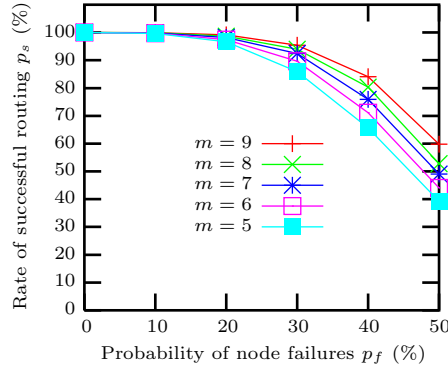 Rate of successful routing p_s (%)
110
100
90
80
70
60
50
40
30
20
10
0
m = 9
m = 8
m = 7
m = 6
m = 5
0 10 20 30 40 50
Probability of node failures p_f (%)